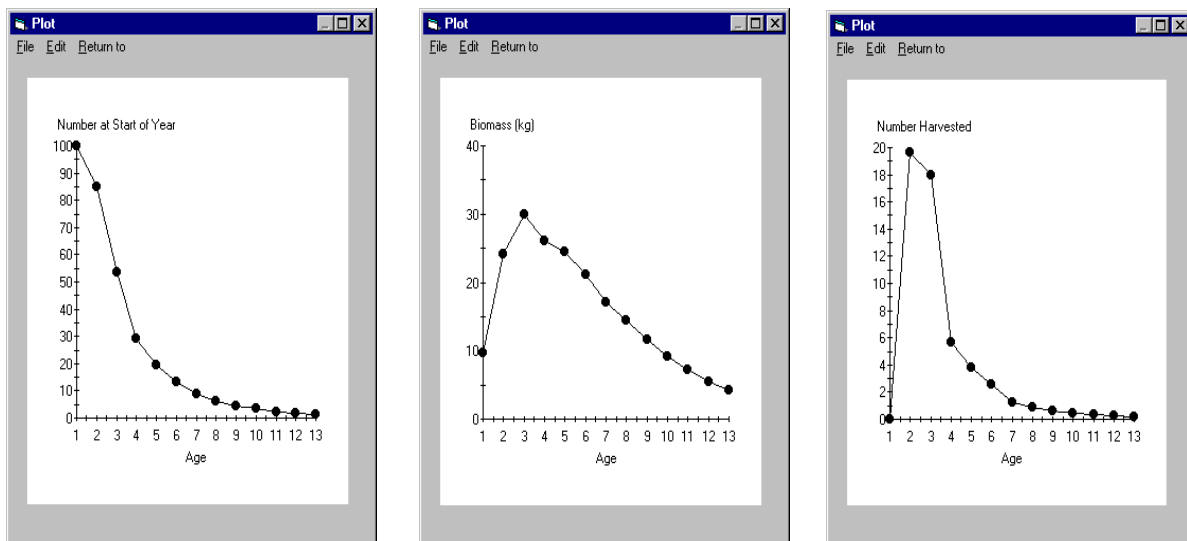 Plot
File Edit Return to
Number at Start of Year
100
90
80
70
60
50
40
30
20
10
0
1 2 3 4 5 6 7 8 9 10 11 12 13
Age
Plot
File Edit Return to
Biomass (kg)
40
30
20
10
0
1 2 3 4 5 6 7 8 9 10 11 12 13
Age
Plot
File Edit Return to
Number Harvested
20
18
16
14
12
10
8
6
4
2
0
1 2 3 4 5 6 7 8 9 10 11 12 13
Age